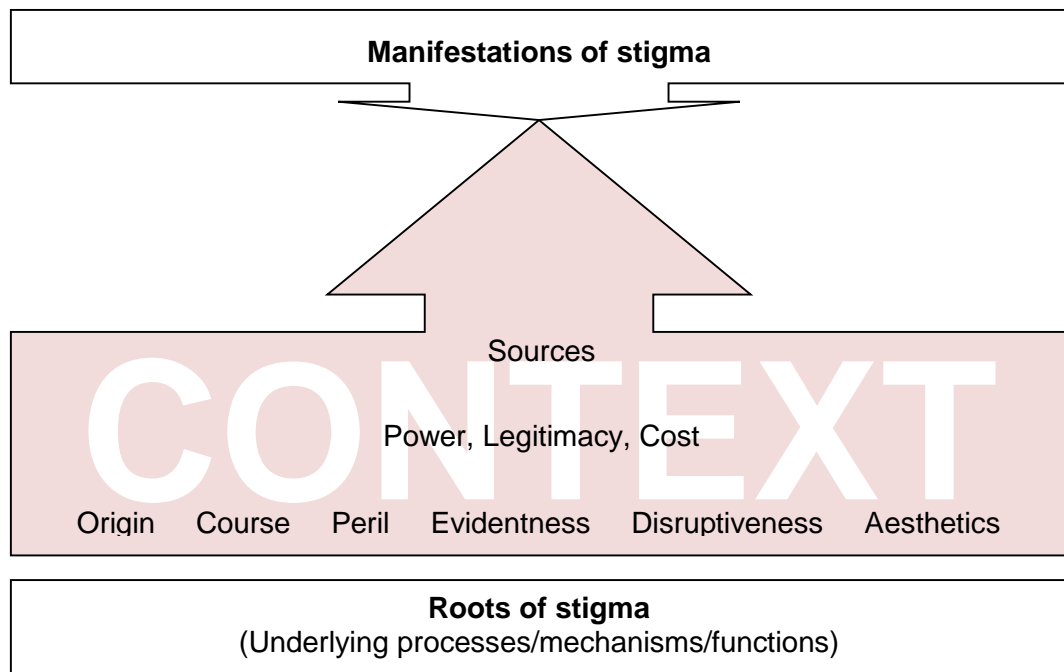 Manifestations of stigma
Sources
CONTEXT
Power, Legitimacy, Cost
Origin Course Peril Evidentness Disruptiveness Aesthetics
Roots of stigma
(Underlying processes/mechanisms/functions)